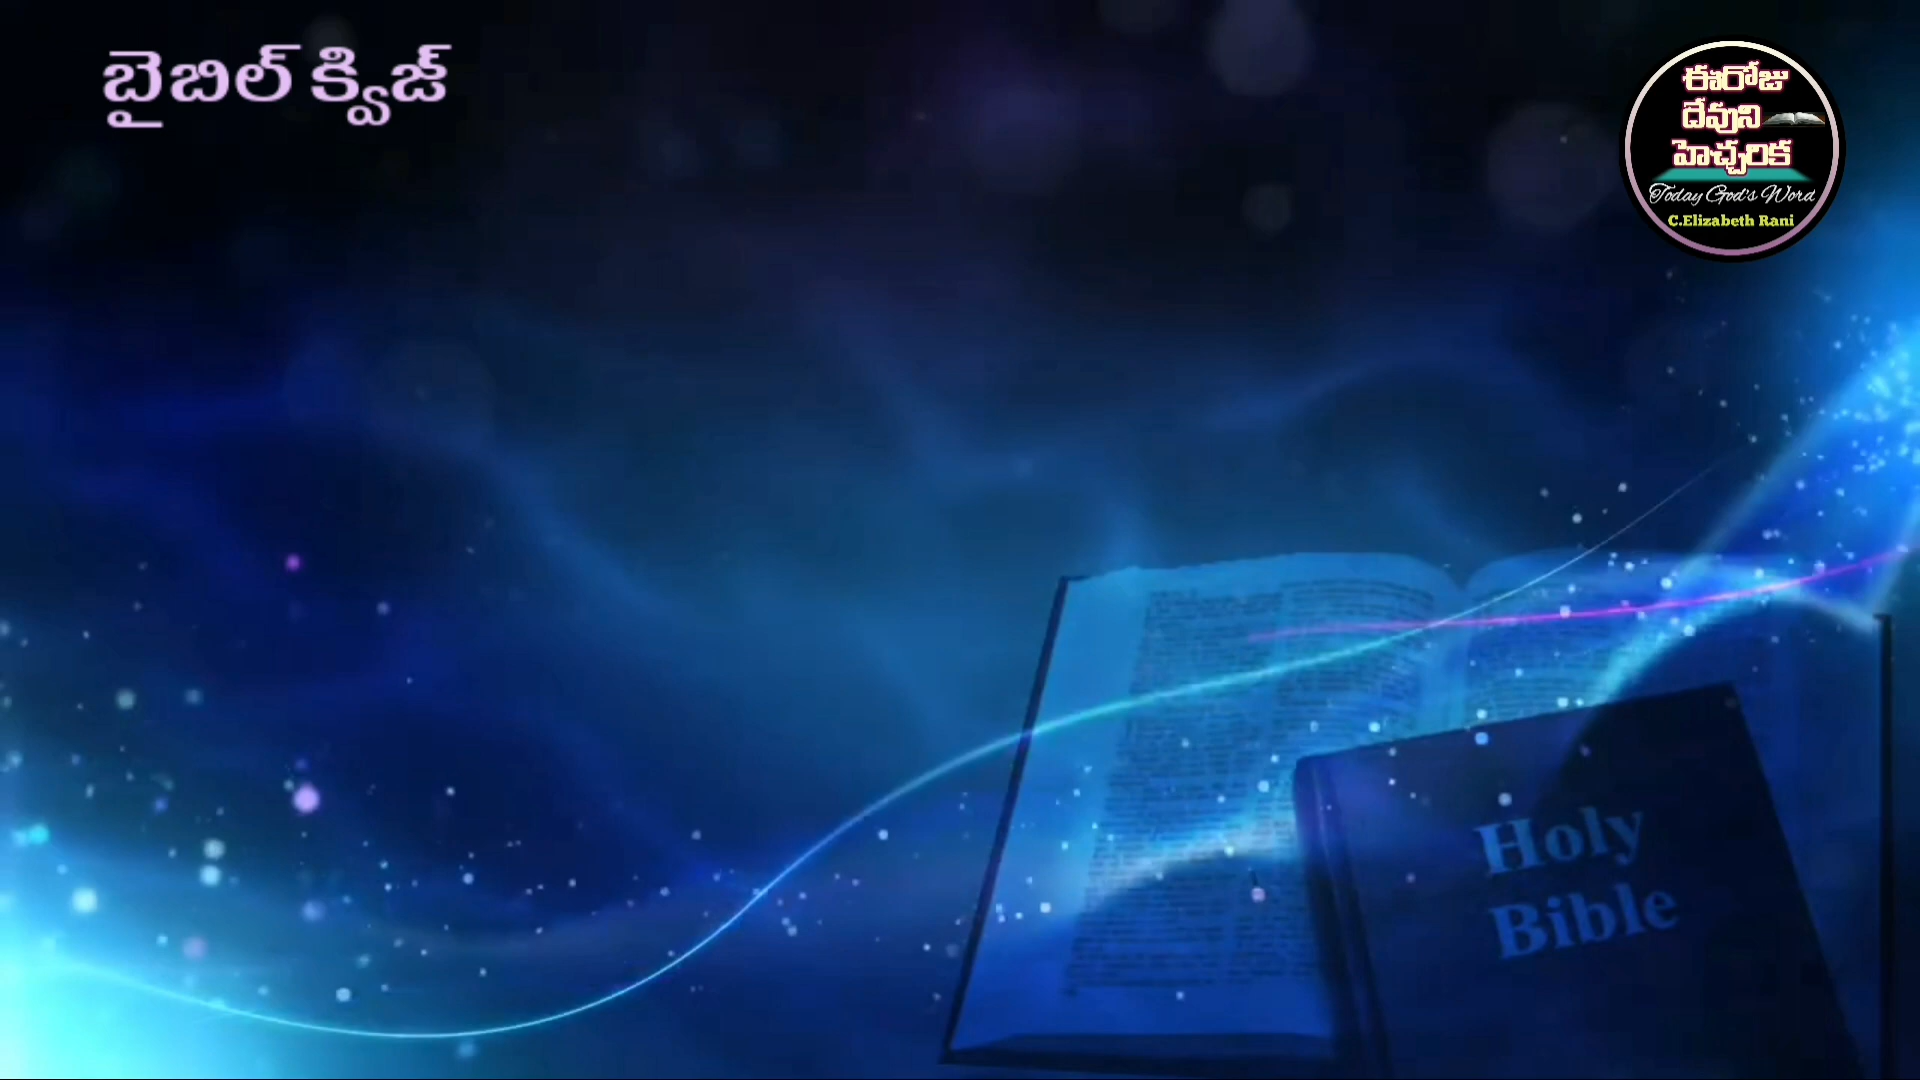 బైబిల్ క్విజ్
ఈరోజు
దేవుని
హెచ్చరిక
Today God's Word
C.Elizabeth Rani
Holy
Bible